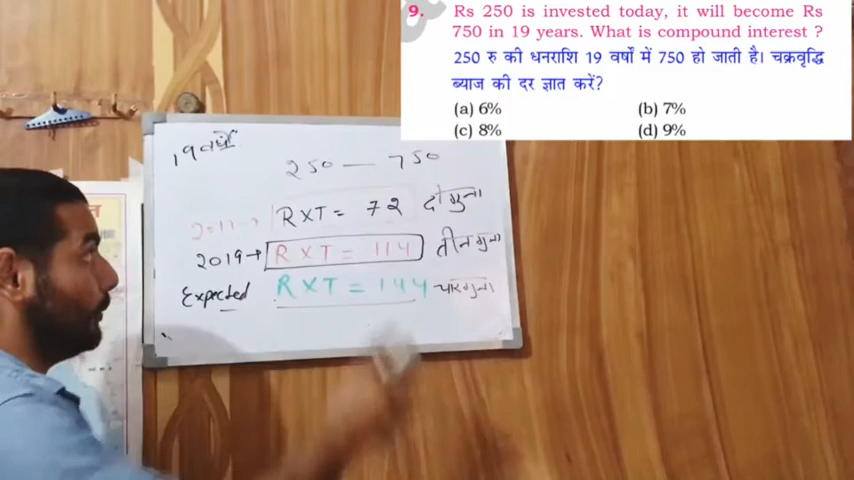 9. Rs 250 is invested today, it will become Rs
750 in 19 years. What is compound interest ?
250 रु की धनराशि 19 वर्षों में 750 हो जाती है। चक्रवृद्धि
ब्याज की दर ज्ञात करें?
(a) 6% (b) 7%
(c) 8% (d) 9%
19 वर्षों
250 — 750
2017→ RXT = 72 दो गुना
2019→ RXT = 114 तीन गुना
Expected RXT = 144 चार गुना